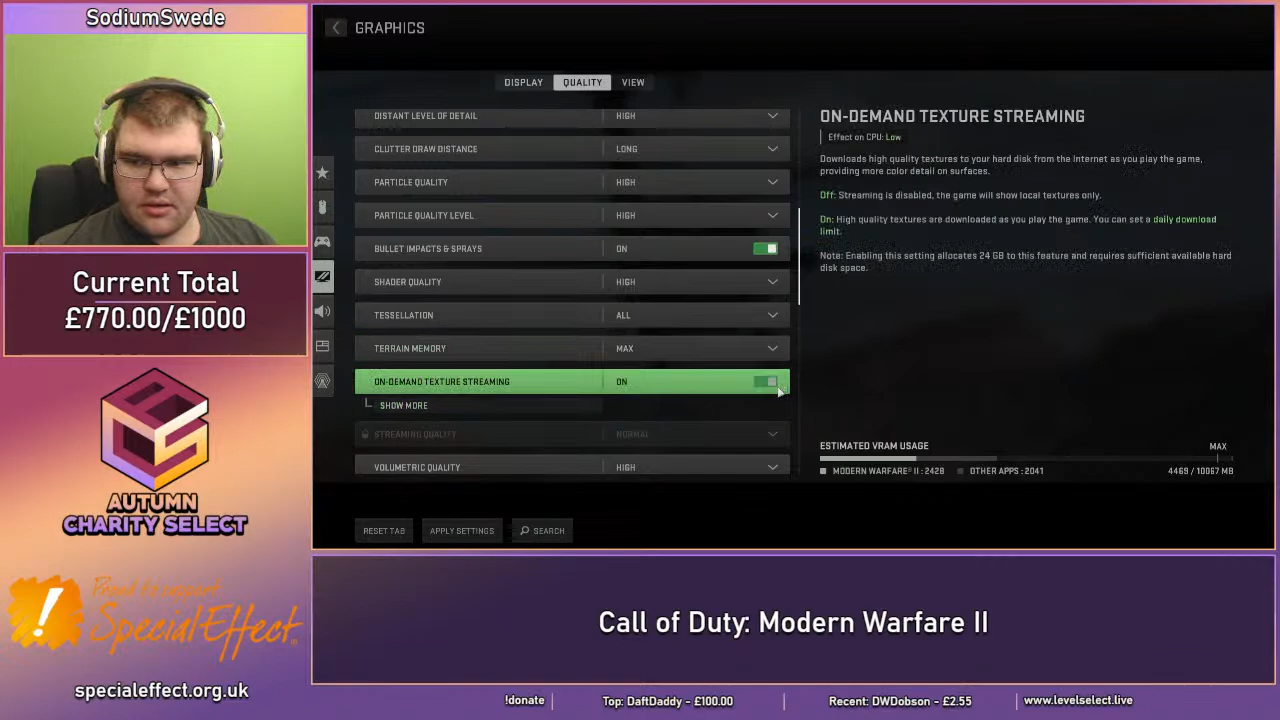 SodiumSwede
Current Total
£770.00/£1000
AUTUMN
CHARITY SELECT
Proud to support
SpecialEffect
specialeffect.org.uk
GRAPHICS
DISPLAY QUALITY VIEW
DISTANT LEVEL OF DETAIL HIGH
CLUTTER DRAW DISTANCE LONG
PARTICLE QUALITY HIGH
PARTICLE QUALITY LEVEL HIGH
BULLET IMPACTS & SPRAYS ON
SHADER QUALITY HIGH
TESSELLATION ALL
TERRAIN MEMORY MAX
ON-DEMAND TEXTURE STREAMING ON
SHOW MORE
STREAMING QUALITY NORMAL
VOLUMETRIC QUALITY HIGH
RESET TAB APPLY SETTINGS SEARCH
ON-DEMAND TEXTURE STREAMING
Effect on CPU: Low
Downloads high quality textures to your hard disk from the Internet as you play the game,
providing more color detail on surfaces.
Off: Streaming is disabled, the game will show local textures only.
On: High quality textures are downloaded as you play the game. You can set a daily download
limit.
Note: Enabling this setting allocates 24 GB to this feature and requires sufficient available hard
disk space.
ESTIMATED VRAM USAGE MAX
MODERN WARFARE® II : 2428 OTHER APPS : 2041 4469 / 10067 MB
Call of Duty: Modern Warfare II
!donate Top: DaftDaddy - £100.00 Recent: DWDobson - £2.55 www.levelselect.live